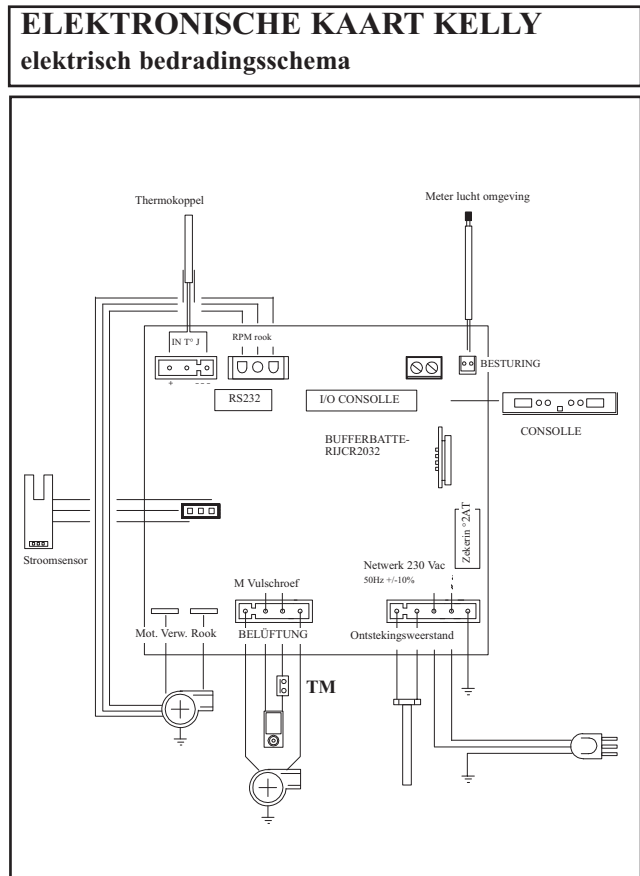 ELEKTRONISCHE KAART KELLY
elektrisch bedradingsschema
Thermokoppel
Meter lucht omgeving
IN T° J
RPM rook
+
- - -
BESTURING
RS232
I/O CONSOLLE
CONSOLLE
BUFFERBATTE-
RIJCR2032
Zekerin °2AT
Stroomsensor
Netwerk 230 Vac
50Hz +/-10%
M Vulschroef
Mot. Verw. Rook
BELÜFTUNG
Ontstekingsweerstand
TM